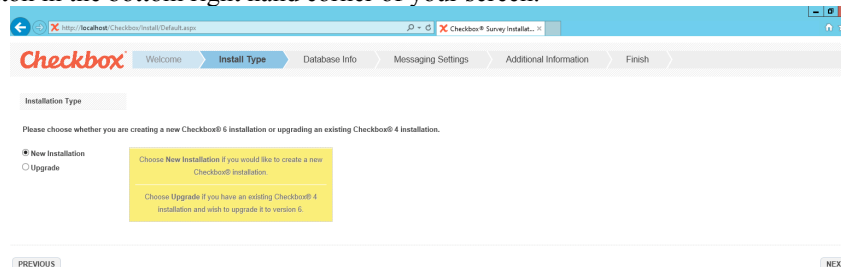 ton in the bottom right hand corner of your screen.
http://localhost/Checkbox/Install/Default.aspx
Checkbox® Survey Installat...
Checkbox
Welcome
Install Type
Database Info
Messaging Settings
Additional Information
Finish
Installation Type
Please choose whether you are creating a new Checkbox® 6 installation or upgrading an existing Checkbox® 4 installation.
New Installation
Upgrade
Choose New Installation if you would like to create a new
Checkbox® installation.
Choose Upgrade if you have an existing Checkbox® 4
installation and wish to upgrade it to version 6.
PREVIOUS
NEX